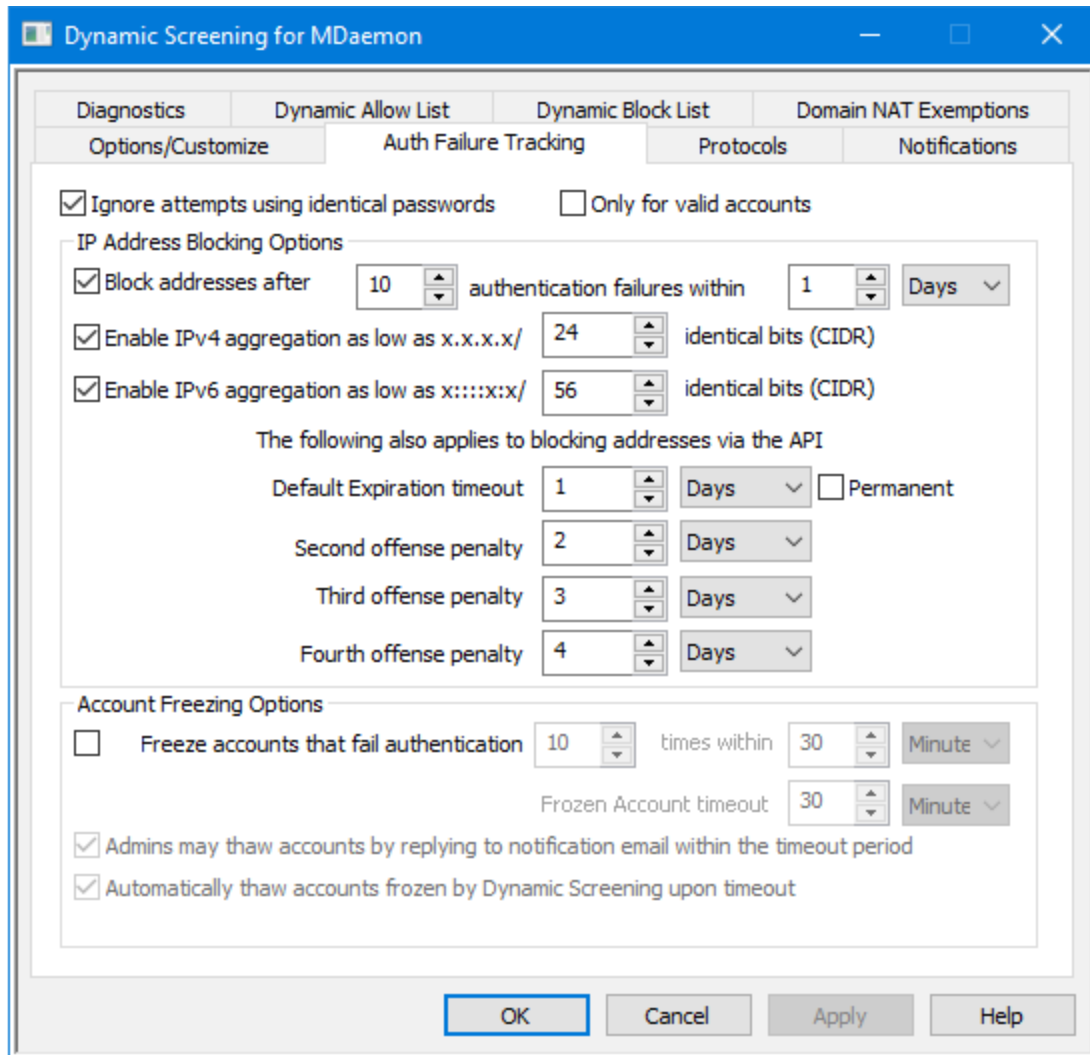 Dynamic Screening for MDaemon
Diagnostics Dynamic Allow List Dynamic Block List Domain NAT Exemptions
Options/Customize Auth Failure Tracking Protocols Notifications
Ignore attempts using identical passwords Only for valid accounts
IP Address Blocking Options
Block addresses after 10 authentication failures within 1 Days
Enable IPv4 aggregation as low as x.x.x.x/ 24 identical bits (CIDR)
Enable IPv6 aggregation as low as x::::x:x/ 56 identical bits (CIDR)
The following also applies to blocking addresses via the API
Default Expiration timeout 1 Days Permanent
Second offense penalty 2 Days
Third offense penalty 3 Days
Fourth offense penalty 4 Days
Account Freezing Options
Freeze accounts that fail authentication 10 times within 30 Minute
Frozen Account timeout 30 Minute
Admins may thaw accounts by replying to notification email within the timeout period
Automatically thaw accounts frozen by Dynamic Screening upon timeout
OK Cancel Apply Help